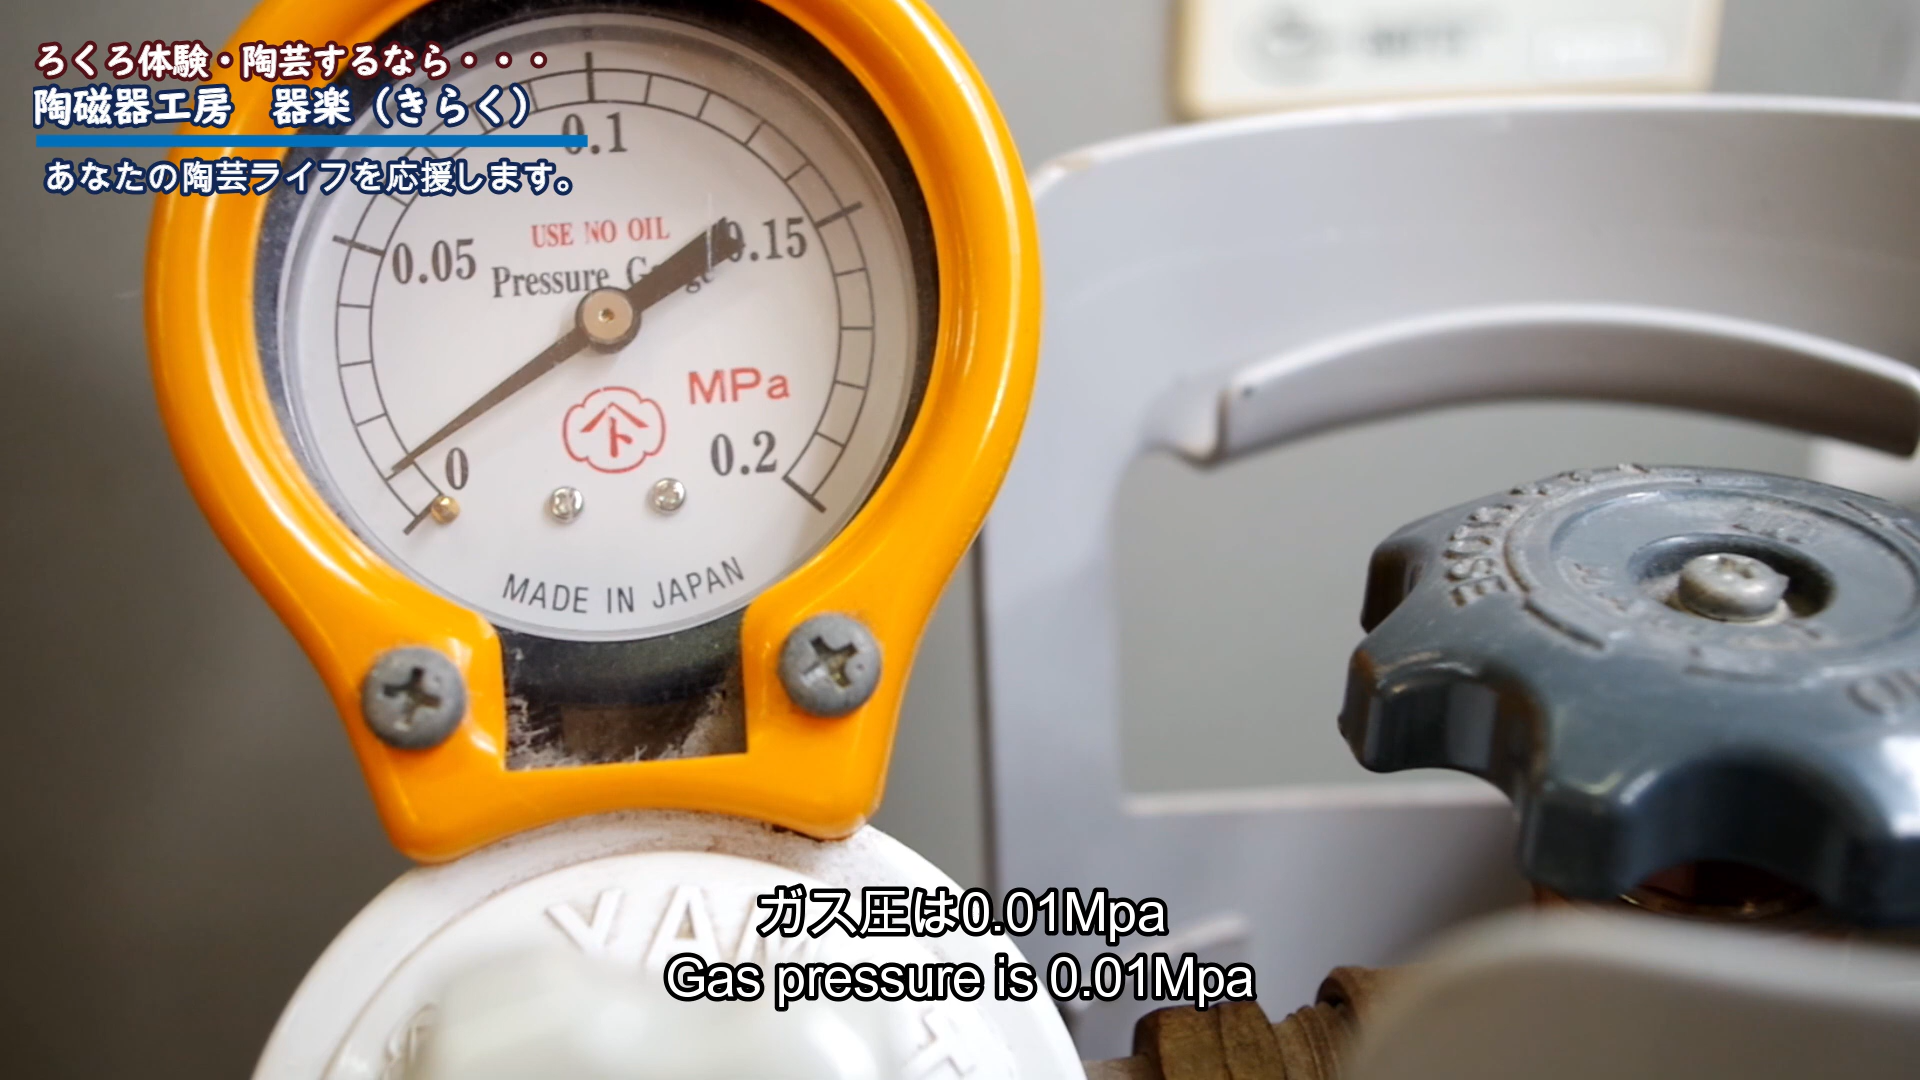 ろくろ体験・陶芸するなら・・・
陶磁器工房　器楽（きらく）
あなたの陶芸ライフを応援します。
0.1
0.05
USE NO OIL
0.15
Pressure
MPa
0
0.2
MADE IN JAPAN
CLOSE
YAM
ガス圧は0.01Mpa
Gas pressure is 0.01Mpa